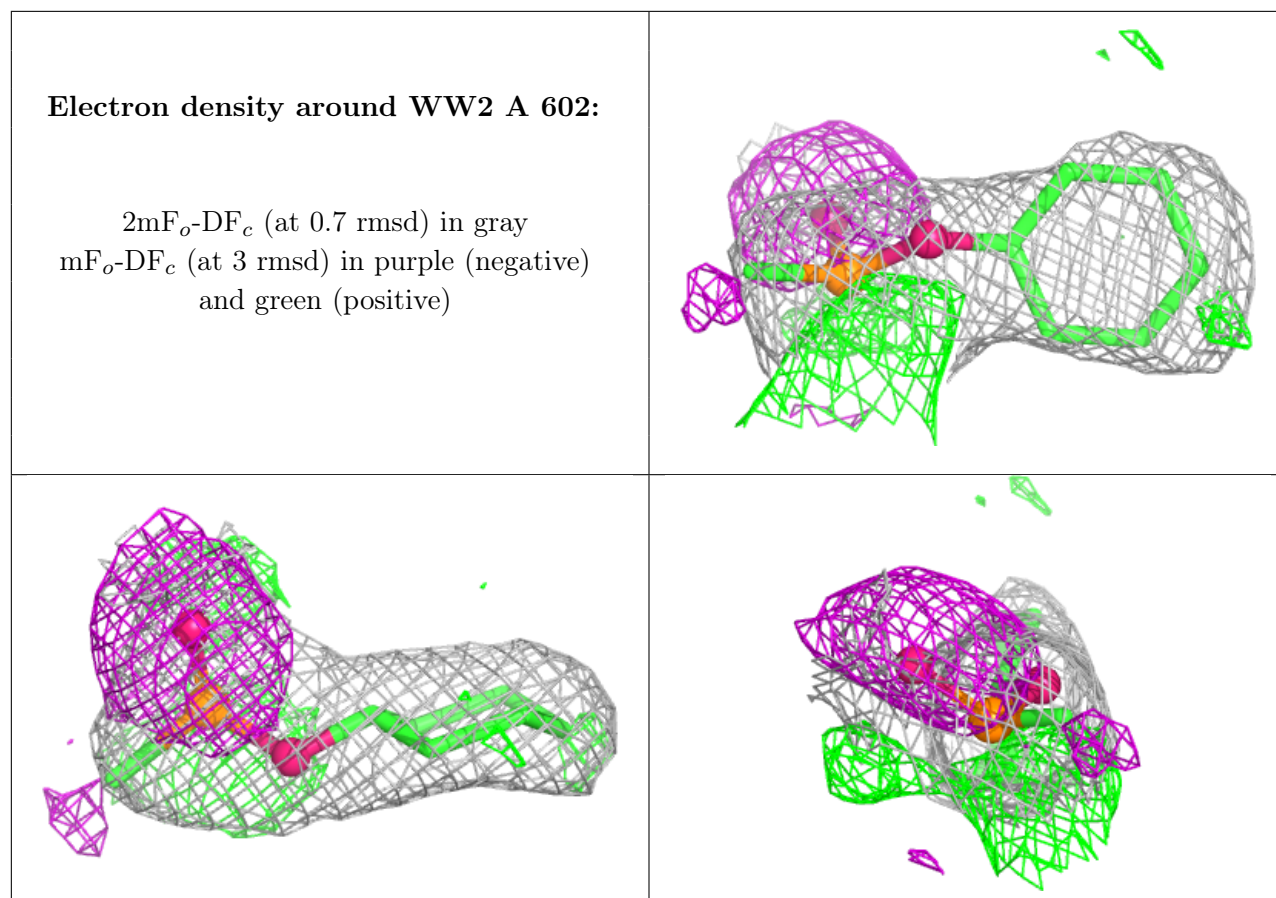 Electron density around WW2 A 602:
2mFₒ-DF𝒸 (at 0.7 rmsd) in gray
mFₒ-DF𝒸 (at 3 rmsd) in purple (negative)
and green (positive)